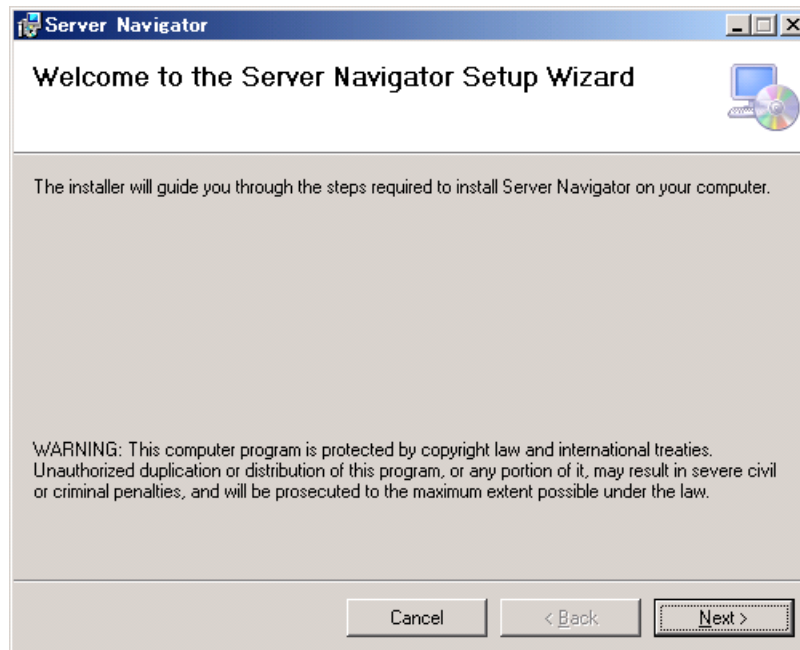 Server Navigator
Welcome to the Server Navigator Setup Wizard
The installer will guide you through the steps required to install Server Navigator on your computer.
WARNING: This computer program is protected by copyright law and international treaties.
Unauthorized duplication or distribution of this program, or any portion of it, may result in severe civil
or criminal penalties, and will be prosecuted to the maximum extent possible under the law.
Cancel
< Back
Next >